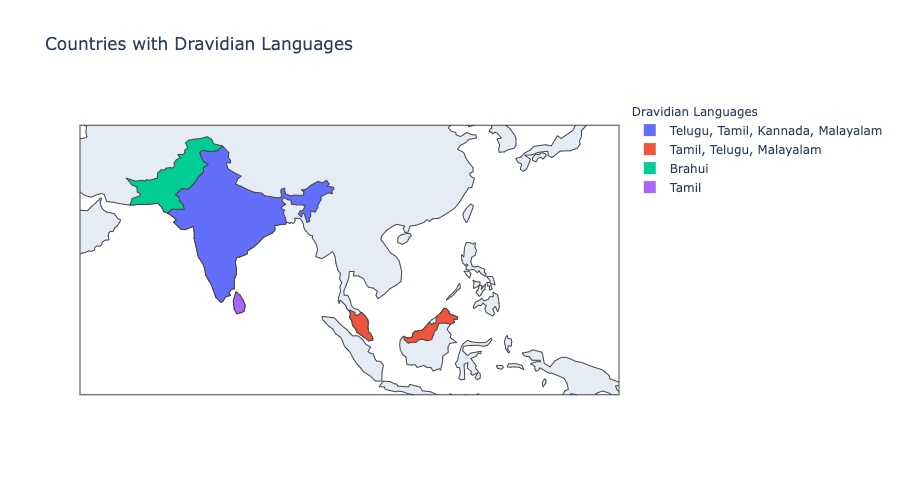 Countries with Dravidian Languages
Dravidian Languages
Telugu, Tamil, Kannada, Malayalam
Tamil, Telugu, Malayalam
Brahui
Tamil